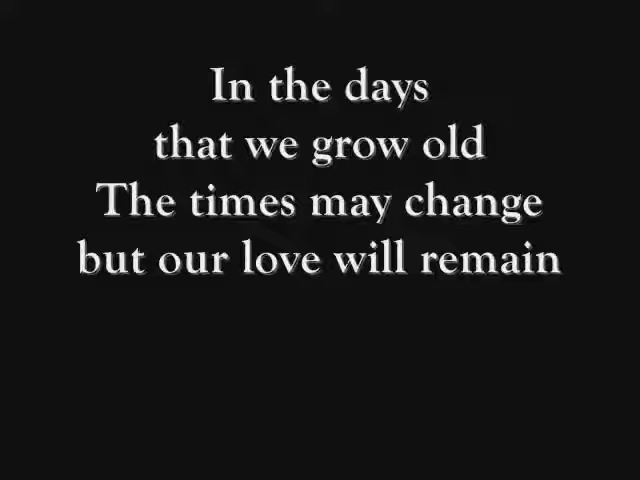 In the days
that we grow old
The times may change
but our love will remain